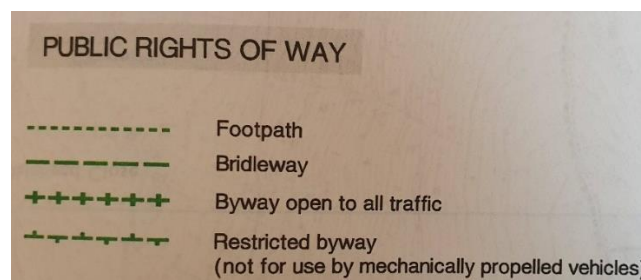 PUBLIC RIGHTS OF WAY
Footpath
Bridleway
Byway open to all traffic
Restricted byway
(not for use by mechanically propelled vehicles